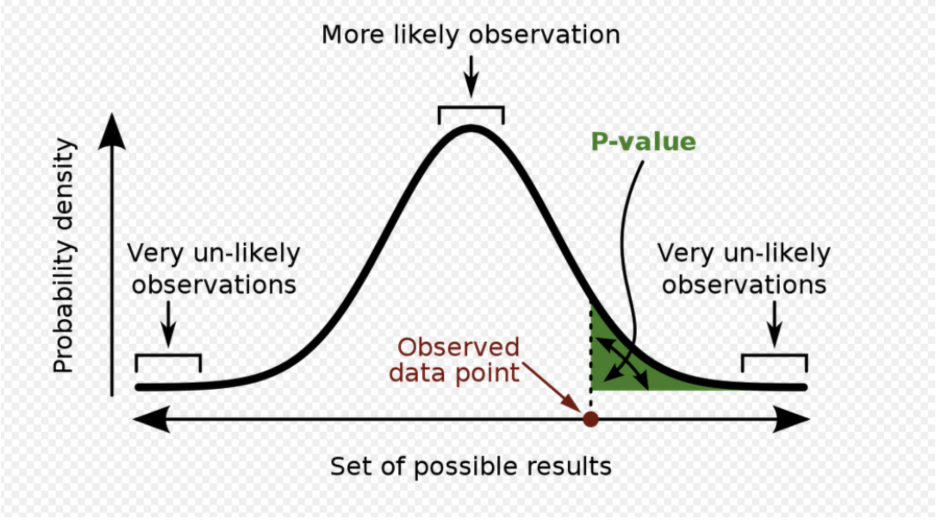 More likely observation
P-value
Probability density
Very un-likely
observations
Very un-likely
observations
Observed
data point
Set of possible results